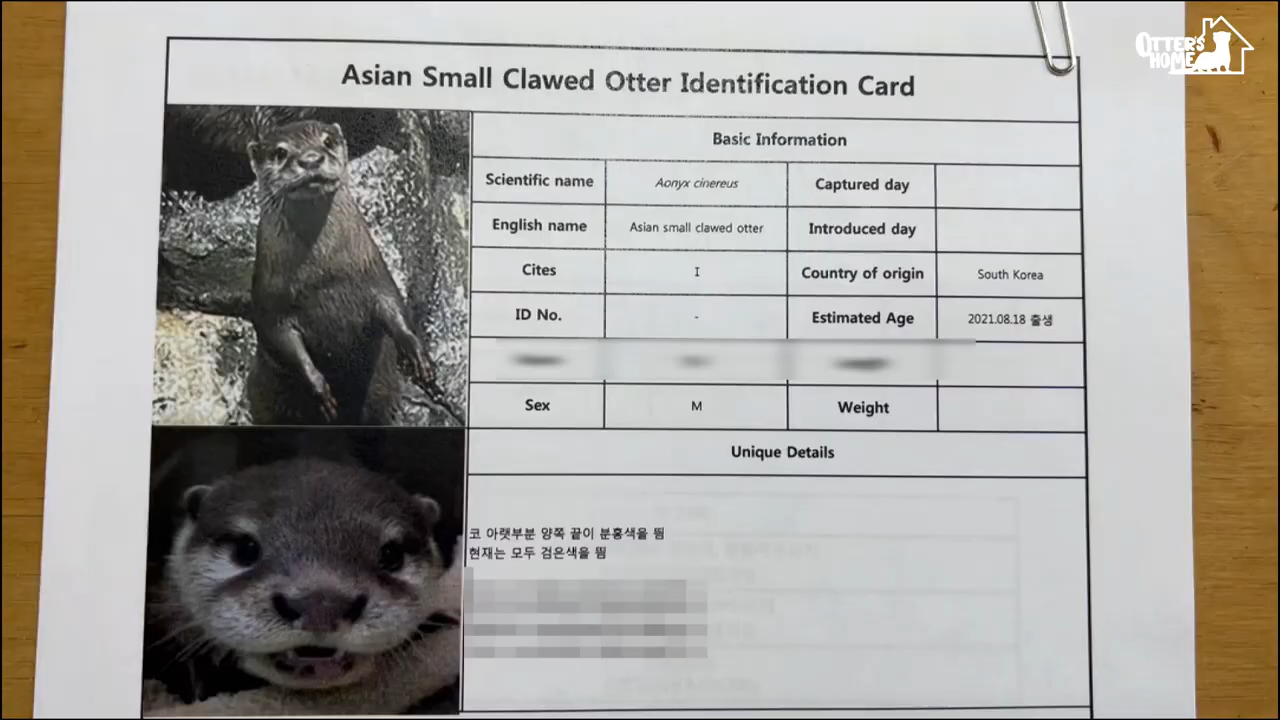 OTTER'S
HOME
Asian Small Clawed Otter Identification Card
Basic Information
Scientific name Aonyx cinereus Captured day
English name Asian small clawed otter Introduced day
Cites I Country of origin South Korea
ID No. - Estimated Age 2021.08.18 출생
Sex M Weight
Unique Details
코 아랫부분 양쪽 끝이 분홍색을 띔
현재는 모두 검은색을 띔